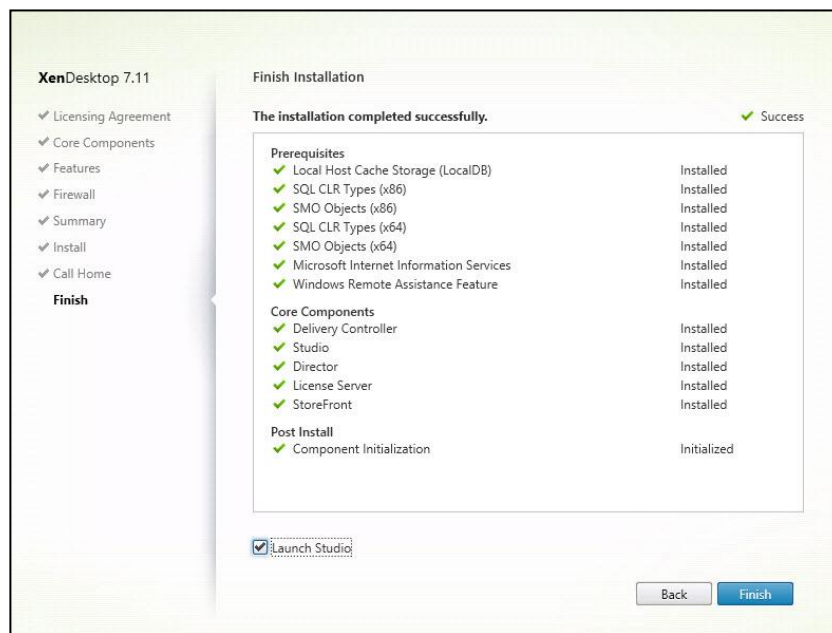 XenDesktop 7.11
Licensing Agreement
Core Components
Features
Firewall
Summary
Install
Call Home
Finish
Finish Installation
The installation completed successfully. Success
Prerequisites
Local Host Cache Storage (LocalDB) Installed
SQL CLR Types (x86) Installed
SMO Objects (x86) Installed
SQL CLR Types (x64) Installed
SMO Objects (x64) Installed
Microsoft Internet Information Services Installed
Windows Remote Assistance Feature Installed
Core Components
Delivery Controller Installed
Studio Installed
Director Installed
License Server Installed
StoreFront Installed
Post Install
Component Initialization Initialized
Launch Studio
Back Finish